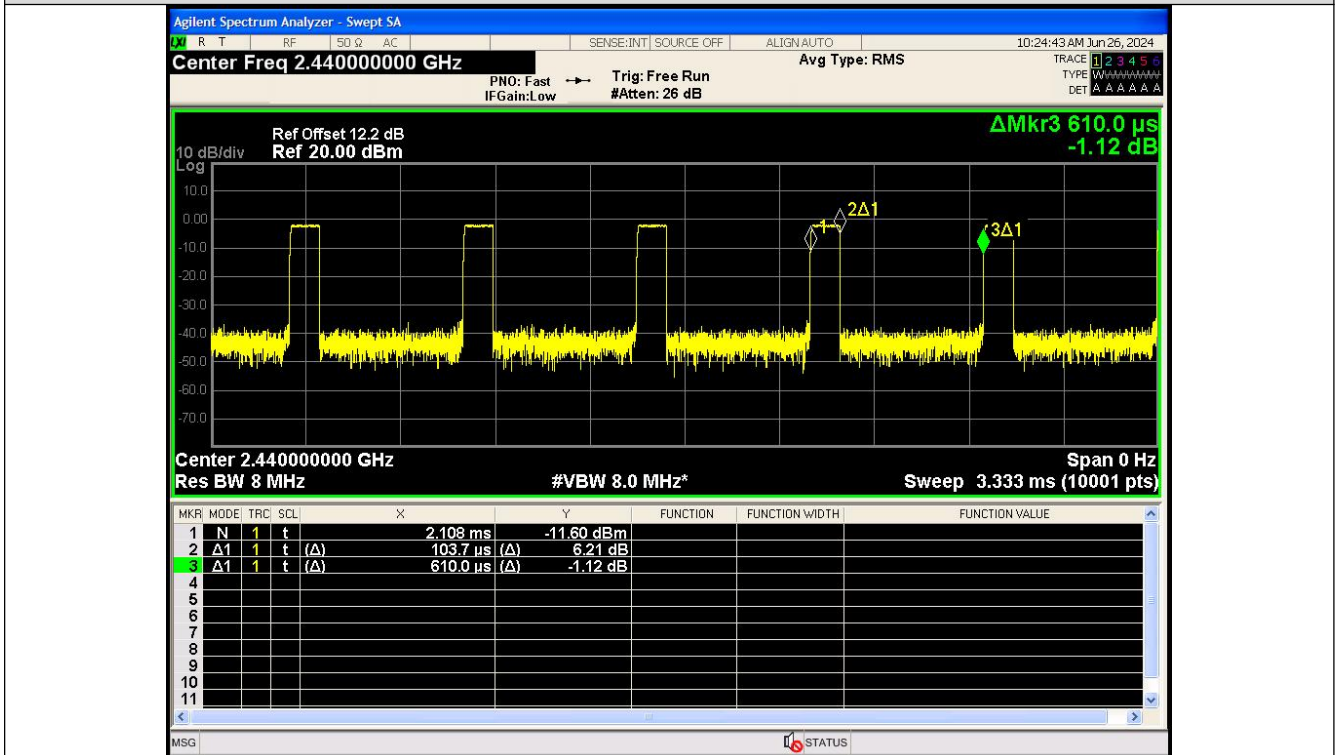 Agilent Spectrum Analyzer - Swept SA
LXI R T RF 50 Ω AC SENSE:INT SOURCE OFF ALIGN AUTO 10:24:43 AM Jun 26, 2024
Center Freq 2.440000000 GHz Avg Type: RMS TRACE 1 2 3 4 5 6
PNO: Fast Trig: Free Run TYPE WWWWWW
IFGain:Low #Atten: 26 dB DET A A A A A A
ΔMkr3 610.0 µs
Ref Offset 12.2 dB
10 dB/div Ref 20.00 dBm -1.12 dB
Log
10.0
0.00
2Δ1
1
3Δ1
-10.0
-20.0
-30.0
-40.0
-50.0
-60.0
-70.0
Center 2.440000000 GHz Span 0 Hz
Res BW 8 MHz #VBW 8.0 MHz* Sweep 3.333 ms (10001 pts)
MKR MODE TRC SCL X Y FUNCTION FUNCTION WIDTH FUNCTION VALUE
1 N 1 t 2.108 ms -11.60 dBm
2 Δ1 1 t (Δ) 103.7 µs (Δ) 6.21 dB
3 Δ1 1 t (Δ) 610.0 µs (Δ) -1.12 dB
4
5
6
7
8
9
10
11
MSG STATUS